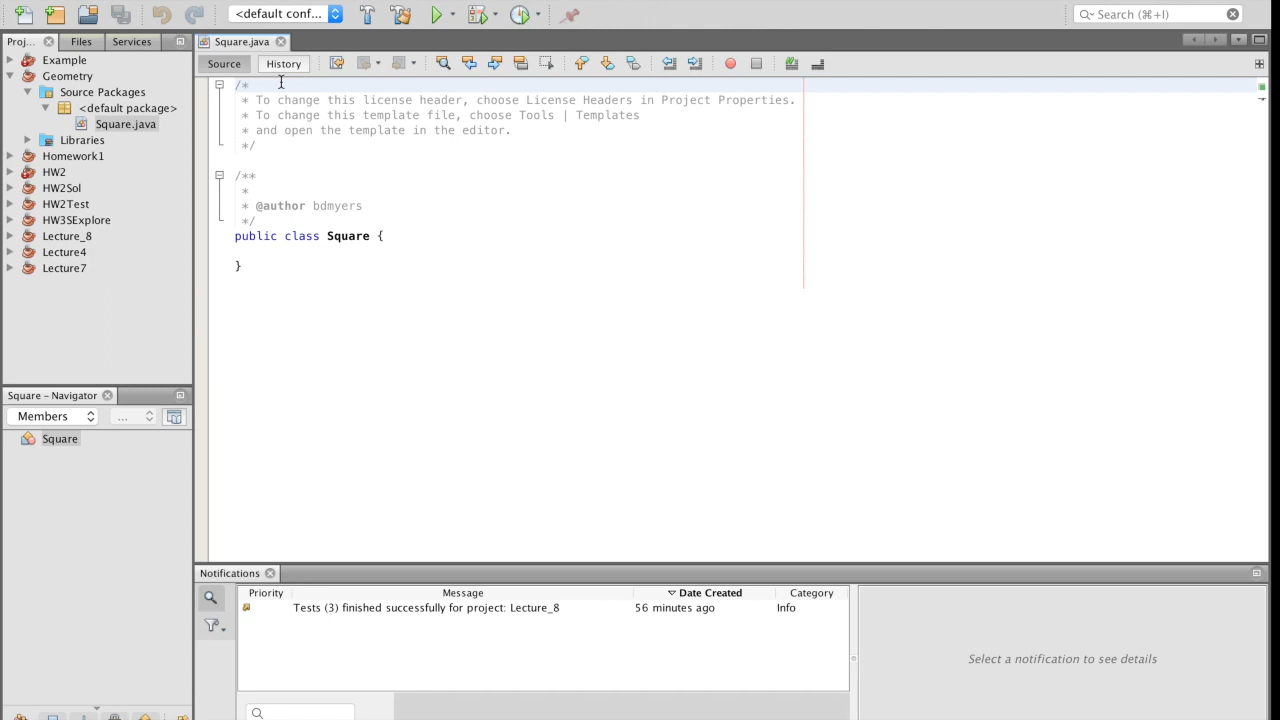 <default conf...
Search (⌘+I)
Proj...
Files
Services
Square.java
Example
Geometry
Source Packages
<default package>
Square.java
Libraries
Homework1
HW2
HW2Sol
HW2Test
HW3SExplore
Lecture_8
Lecture4
Lecture7
Source
History
/*
* To change this license header, choose License Headers in Project Properties.
* To change this template file, choose Tools | Templates
* and open the template in the editor.
*/
/**
*
* @author bdmyers
*/
public class Square {
}
Square – Navigator
Members
...
Square
Notifications
Priority
Message
Date Created
Category
Tests (3) finished successfully for project: Lecture_8
56 minutes ago
Info
Select a notification to see details